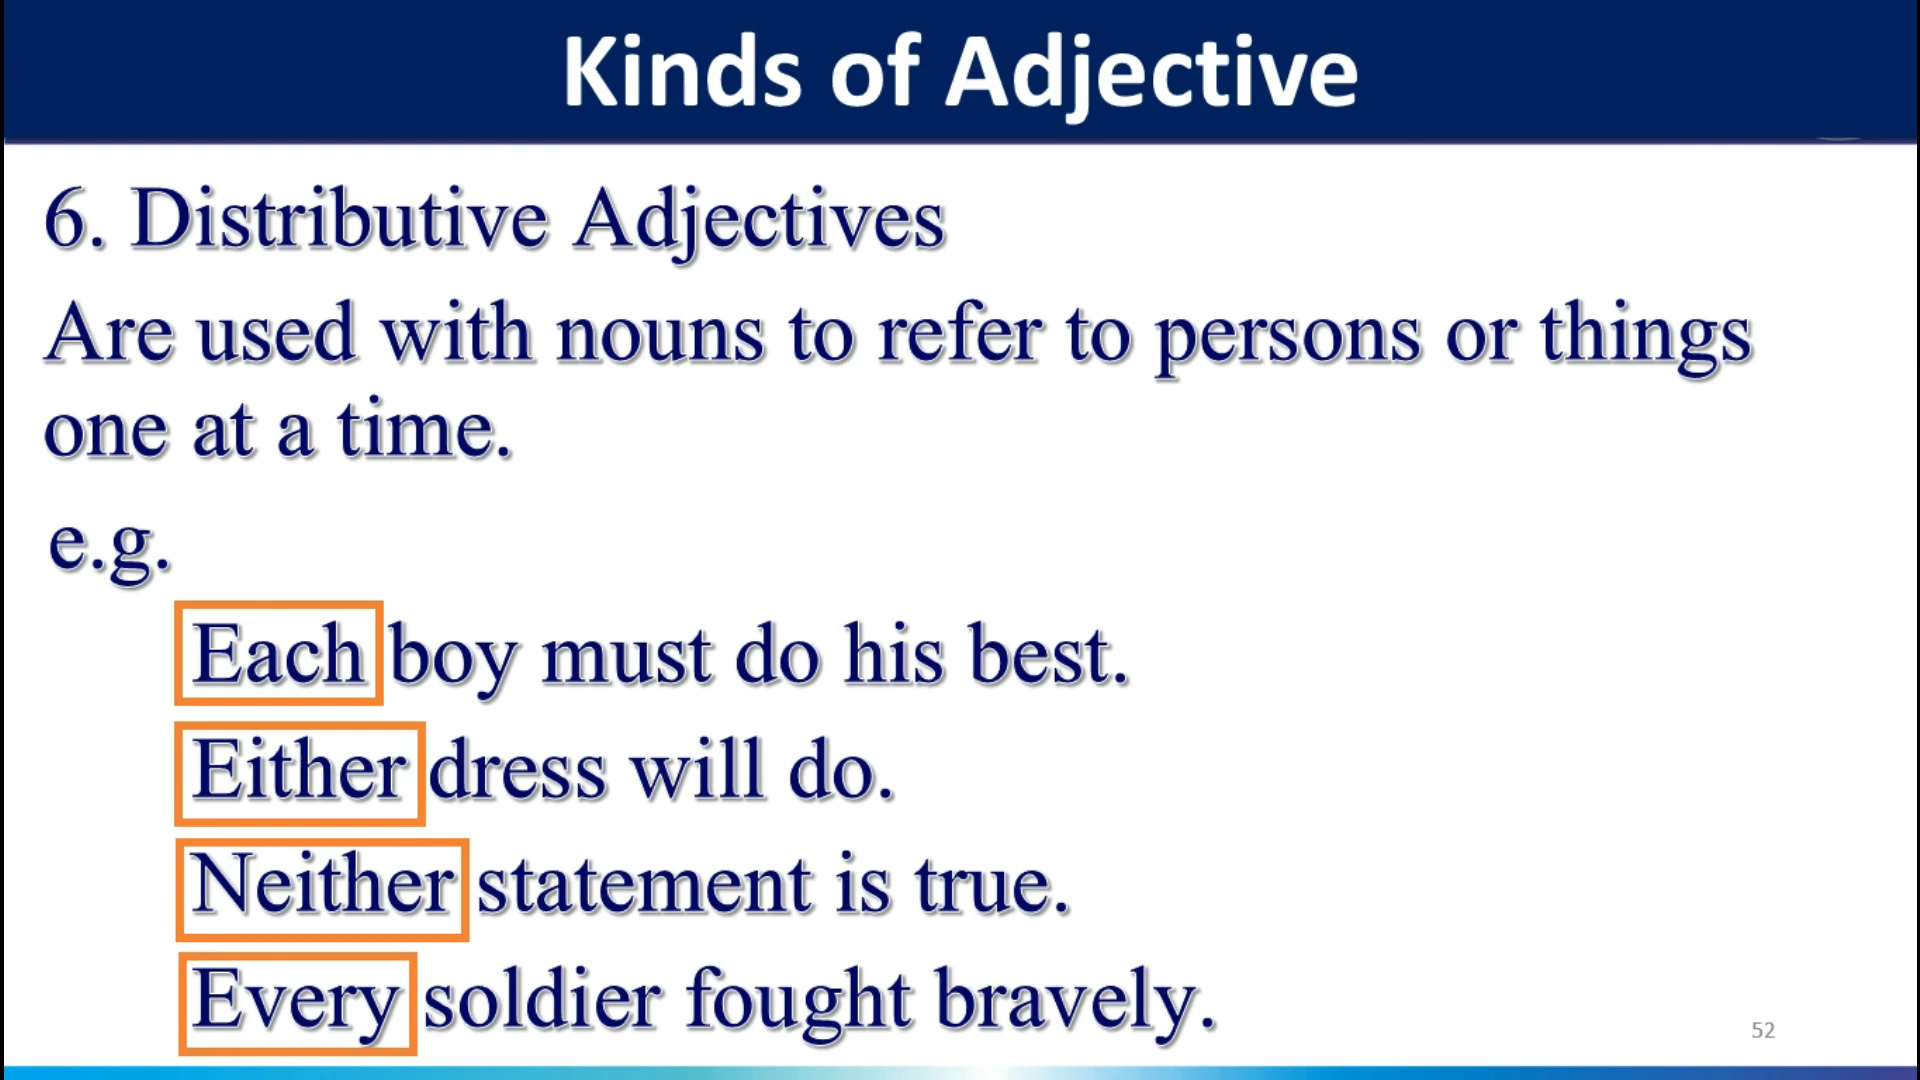 Kinds of Adjective
6. Distributive Adjectives
Are used with nouns to refer to persons or things
one at a time.
e.g.
Each boy must do his best.
Either dress will do.
Neither statement is true.
Every soldier fought bravely.
52